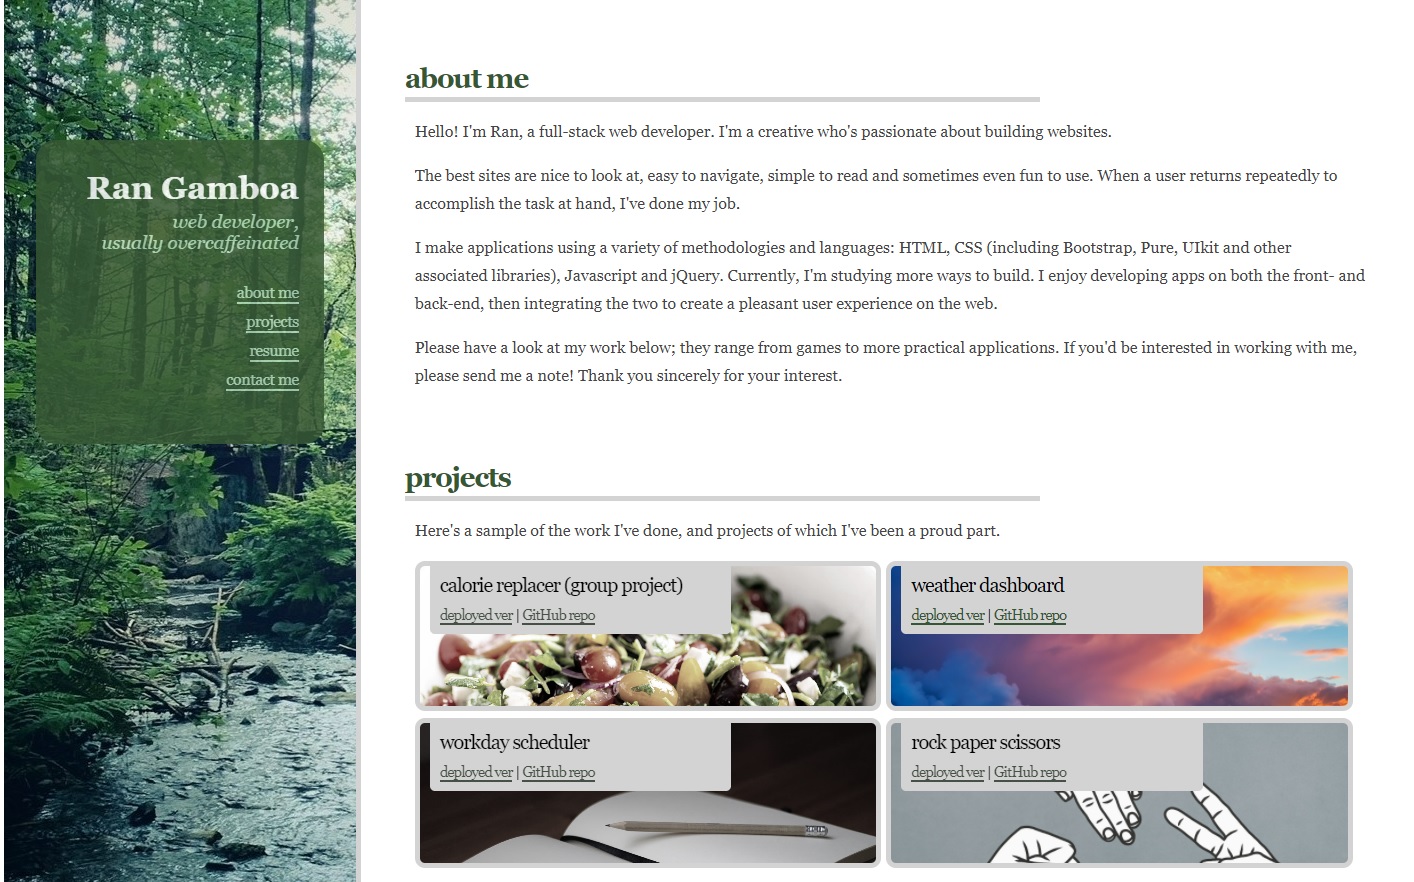 Ran Gamboa
web developer,
usually overcaffeinated
about me
projects
resume
contact me
about me
Hello! I'm Ran, a full-stack web developer. I'm a creative who's passionate about building websites.
The best sites are nice to look at, easy to navigate, simple to read and sometimes even fun to use. When a user returns repeatedly to
accomplish the task at hand, I've done my job.
I make applications using a variety of methodologies and languages: HTML, CSS (including Bootstrap, Pure, UIkit and other
associated libraries), Javascript and jQuery. Currently, I'm studying more ways to build. I enjoy developing apps on both the front- and
back-end, then integrating the two to create a pleasant user experience on the web.
Please have a look at my work below; they range from games to more practical applications. If you'd be interested in working with me,
please send me a note! Thank you sincerely for your interest.
projects
Here's a sample of the work I've done, and projects of which I've been a proud part.
calorie replacer (group project)
deployed ver | GitHub repo
weather dashboard
deployed ver | GitHub repo
workday scheduler
deployed ver | GitHub repo
rock paper scissors
deployed ver | GitHub repo